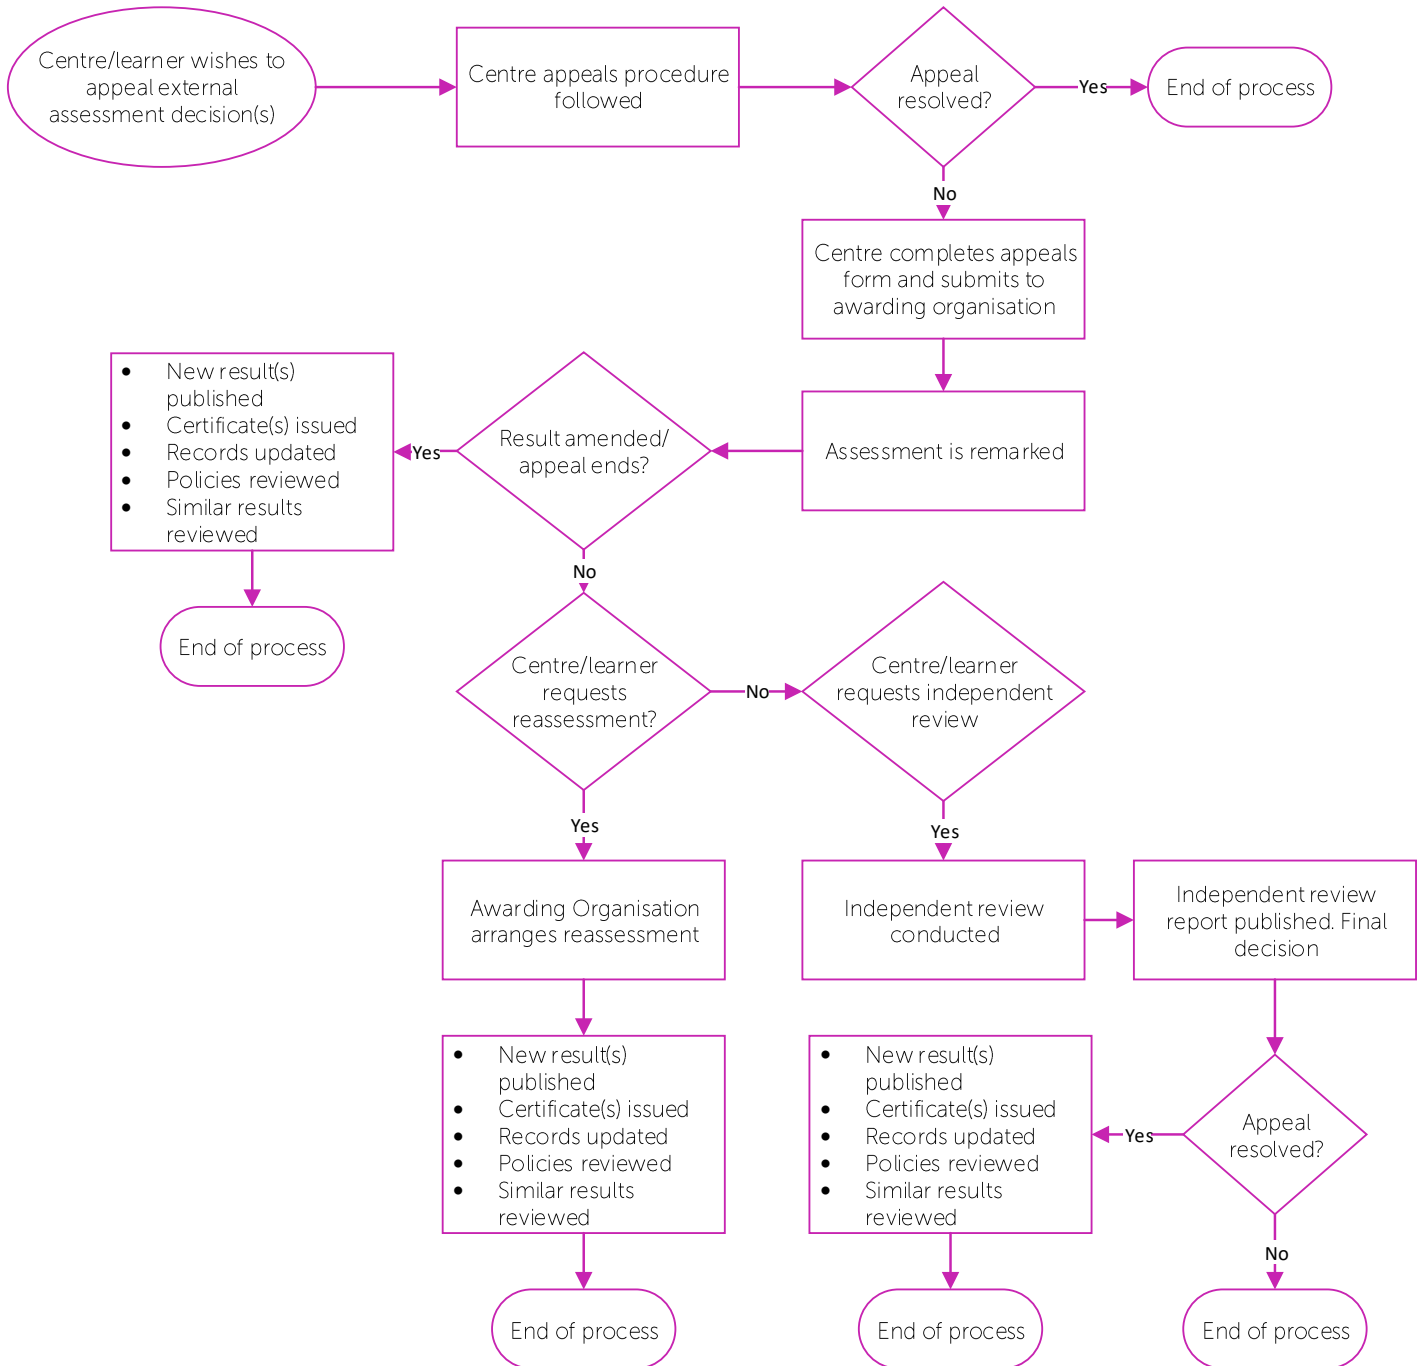 Centre/learner wishes to
appeal external
assessment decision(s)
Centre appeals procedure
followed
Appeal
resolved?
Yes
End of process
No
Centre completes appeals
form and submits to
awarding organisation
Assessment is remarked
Result amended/
appeal ends?
Yes
• New result(s)
published
• Certificate(s) issued
• Records updated
• Policies reviewed
• Similar results
reviewed
End of process
No
Centre/learner
requests
reassessment?
No
Centre/learner
requests independent
review
Yes
Awarding Organisation
arranges reassessment
• New result(s)
published
• Certificate(s) issued
• Records updated
• Policies reviewed
• Similar results
reviewed
End of process
Yes
Independent review
conducted
Independent review
report published. Final
decision
Appeal
resolved?
Yes
• New result(s)
published
• Certificate(s) issued
• Records updated
• Policies reviewed
• Similar results
reviewed
End of process
No
End of process